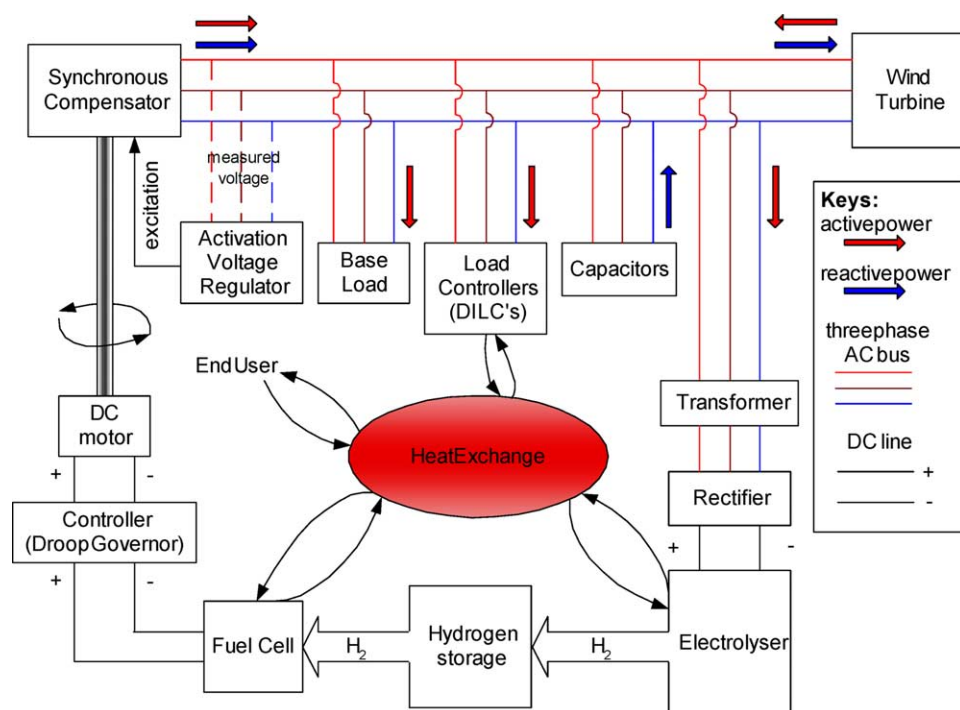 Synchronous
Compensator
Wind
Turbine
measured
voltage
excitation
Activation
Voltage
Regulator
Base
Load
Load
Controllers
(DILC's)
Capacitors
Keys:
activepower
reactivepower
threephase
AC bus
DC line
+
-
EndUser
HeatExchange
Transformer
Rectifier
+
-
DC
motor
+
-
Controller
(DroopGovernor)
+
-
Fuel Cell
H2
Hydrogen
storage
H2
Electrolyser